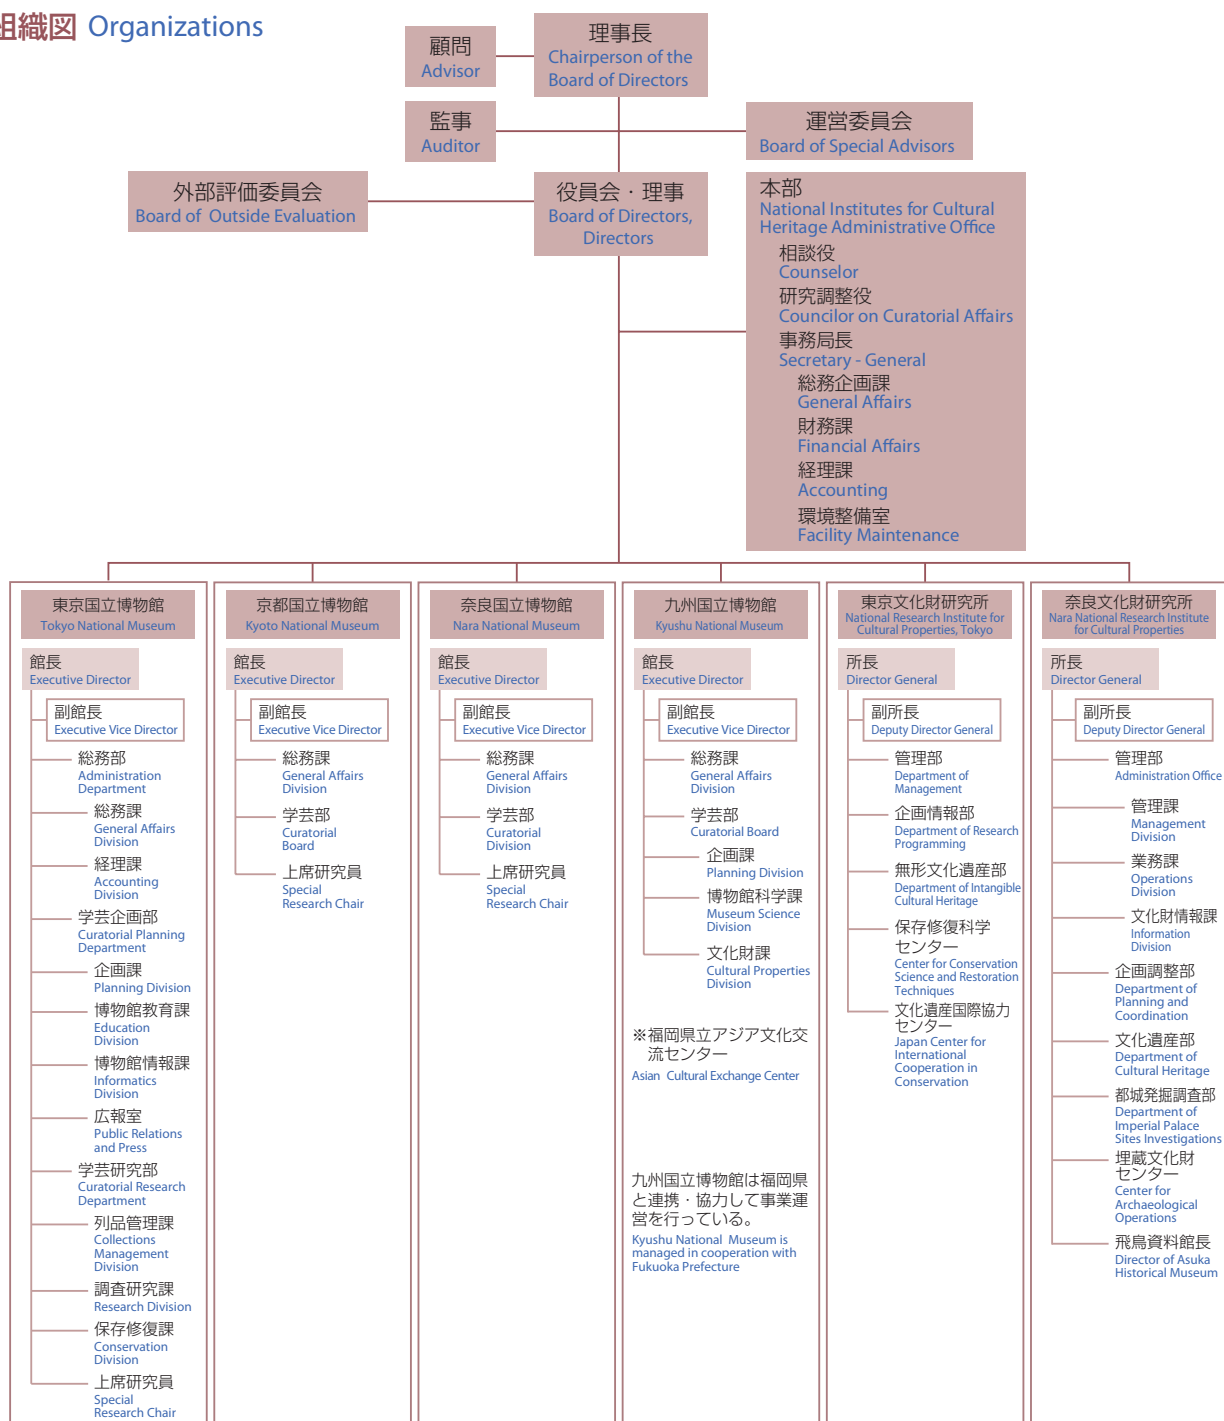 組織図 Organizations
顧問
Advisor
理事長
Chairperson of the
Board of Directors
監事
Auditor
運営委員会
Board of Special Advisors
外部評価委員会
Board of Outside Evaluation
役員会・理事
Board of Directors,
Directors
本部
National Institutes for Cultural
Heritage Administrative Office
相談役
Counselor
研究調整役
Councilor on Curatorial Affairs
事務局長
Secretary - General
総務企画課
General Affairs
財務課
Financial Affairs
経理課
Accounting
環境整備室
Facility Maintenance
東京国立博物館
Tokyo National Museum
館長
Executive Director
副館長
Executive Vice Director
総務部
Administration
Department
総務課
General Affairs
Division
経理課
Accounting
Division
学芸企画部
Curatorial Planning
Department
企画課
Planning Division
博物館教育課
Education
Division
博物館情報課
Informatics
Division
広報室
Public Relations
and Press
学芸研究部
Curatorial Research
Department
列品管理課
Collections
Management
Division
調査研究課
Research Division
保存修復課
Conservation
Division
上席研究員
Special
Research Chair
京都国立博物館
Kyoto National Museum
館長
Executive Director
副館長
Executive Vice Director
総務課
General Affairs
Division
学芸部
Curatorial
Board
上席研究員
Special
Research Chair
奈良国立博物館
Nara National Museum
館長
Executive Director
副館長
Executive Vice Director
総務課
General Affairs
Division
学芸部
Curatorial
Division
上席研究員
Special
Research Chair
九州国立博物館
Kyushu National Museum
館長
Executive Director
副館長
Executive Vice Director
総務課
General Affairs
Division
学芸部
Curatorial Board
企画課
Planning Division
博物館科学課
Museum Science
Division
文化財課
Cultural Properties
Division
※福岡県立アジア文化交
流センター
Asian Cultural Exchange Center
九州国立博物館は福岡県
と連携・協力して事業運
営を行っている。
Kyushu National Museum is
managed in cooperation with
Fukuoka Prefecture
東京文化財研究所
National Research Institute for
Cultural Properties, Tokyo
所長
Director General
副所長
Deputy Director General
管理部
Department of
Management
企画情報部
Department of Research
Programming
無形文化遺産部
Department of Intangible
Cultural Heritage
保存修復科学
センター
Center for Conservation
Science and Restoration
Techniques
文化遺産国際協力
センター
Japan Center for
International
Cooperation in
Conservation
奈良文化財研究所
Nara National Research Institute
for Cultural Properties
所長
Director General
副所長
Deputy Director General
管理部
Administration Office
管理課
Management
Division
業務課
Operations
Division
文化財情報課
Information
Division
企画調整部
Department of
Planning and
Coordination
文化遺産部
Department of
Cultural Heritage
都城発掘調査部
Department of
Imperial Palace
Sites Investigations
埋蔵文化財
センター
Center for
Archaeological
Operations
飛鳥資料館長
Director of Asuka
Historical Museum